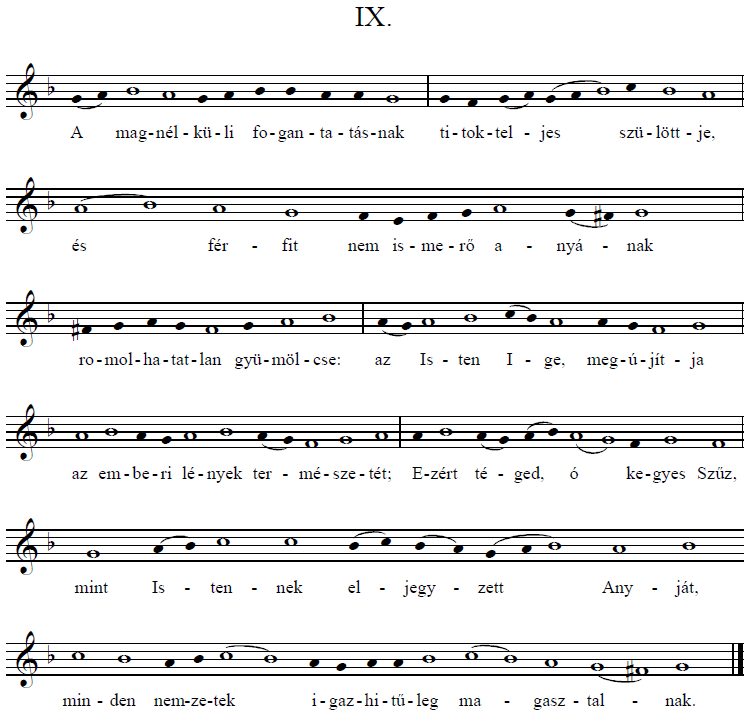 IX.
A mag-nél-kü-li fo-gan-ta-tás-nak ti-tok-tel-jes szü-lött-je,
és fér-fit nem is-me-rő a-nyá-nak
ro-mol-ha-tat-lan gyü-möl-cse: az Is-ten I-ge, meg-ú-jít-ja
az em-be-ri lé-nyek ter-mé-sze-tét; E-zért té-ged, ó ke-gyes Szűz,
mint Is-ten-nek el-jegy-zett Any-ját,
min-den nem-ze-tek i-gaz-hi-tű-leg ma-gasz-tal-nak.